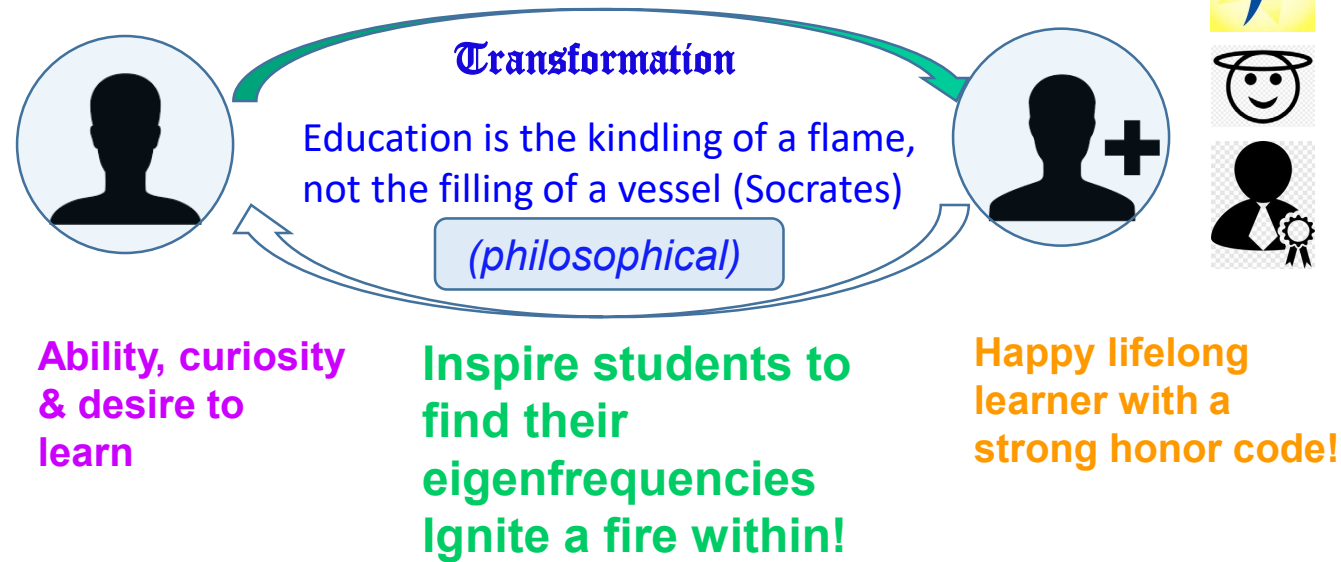 Transformation
Education is the kindling of a flame,
not the filling of a vessel (Socrates)
(philosophical)
Ability, curiosity
& desire to
learn
Inspire students to
find their
eigenfrequencies
Ignite a fire within!
Happy lifelong
learner with a
strong honor code!